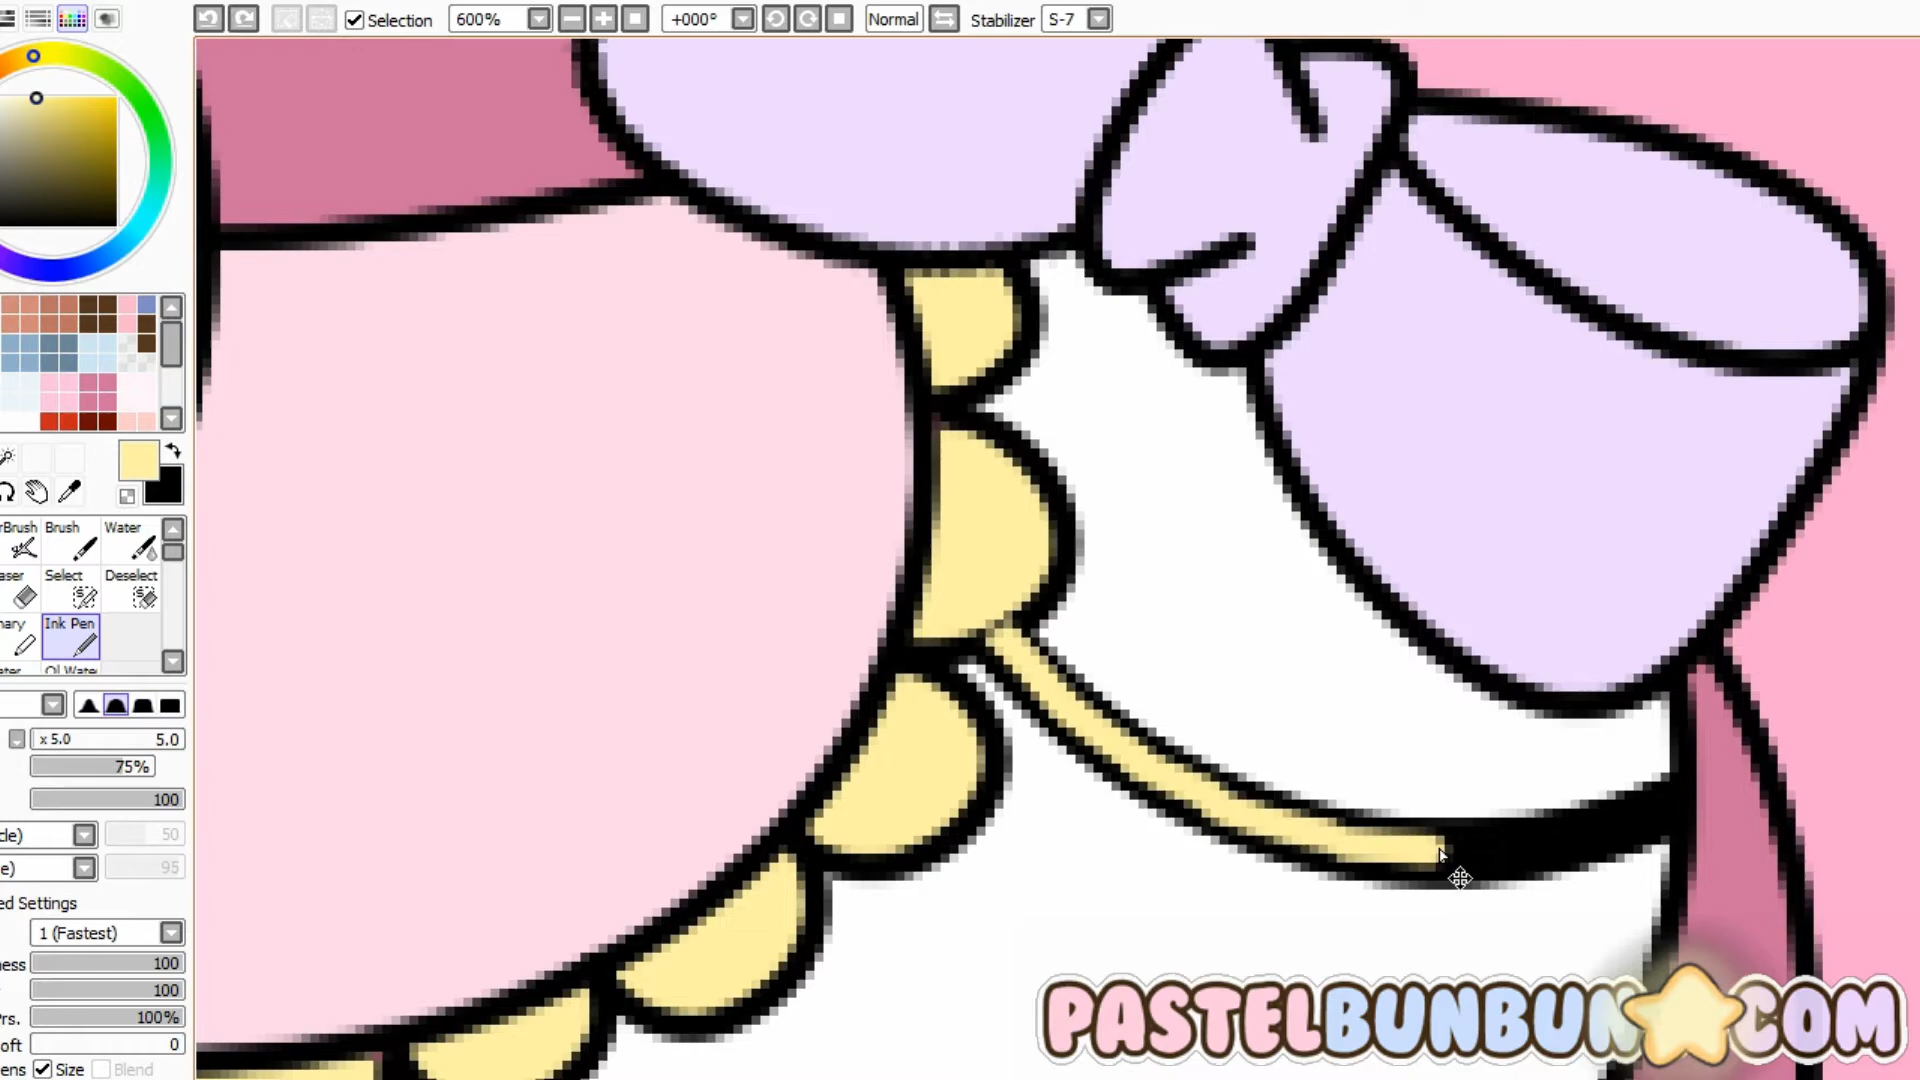 Selection 600% +000° Normal Stabilizer S-7
Brush Water
Select Deselect
Ink Pen
x 5.0 5.0
75%
100
50
95
Settings
1 (Fastest)
100
100
100%
0
Size Blend
PASTELBUNBUN COM